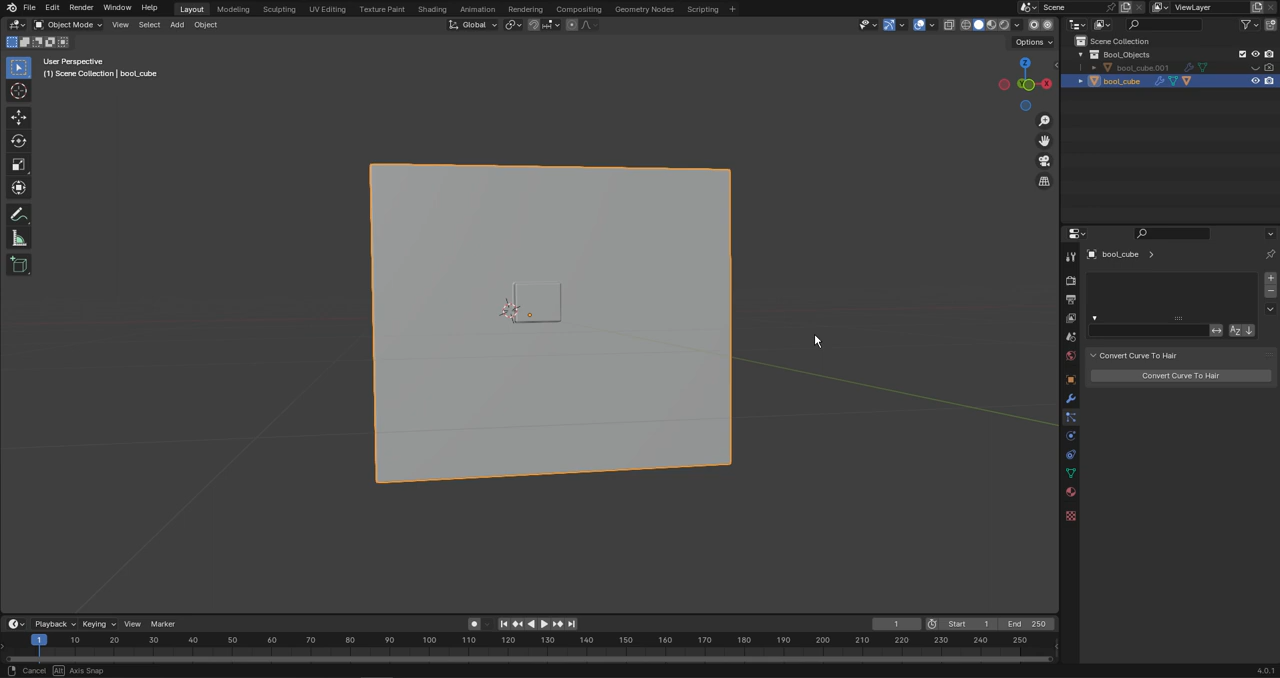 File Edit Render Window Help Layout Modeling Sculpting UV Editing Texture Paint Shading Animation Rendering Compositing Geometry Nodes Scripting + Scene ViewLayer
Object Mode View Select Add Object Global
Options
User Perspective
(1) Scene Collection | bool_cube
Z
X
Scene Collection
Bool_Objects
bool_cube.001
bool_cube
bool_cube
Convert Curve To Hair
Convert Curve To Hair
Playback Keying View Marker 1 Start 1 End 250
1 10 20 30 40 50 60 70 80 90 100 110 120 130 140 150 160 170 180 190 200 210 220 230 240 250
Cancel Alt Axis Snap 4.0.1